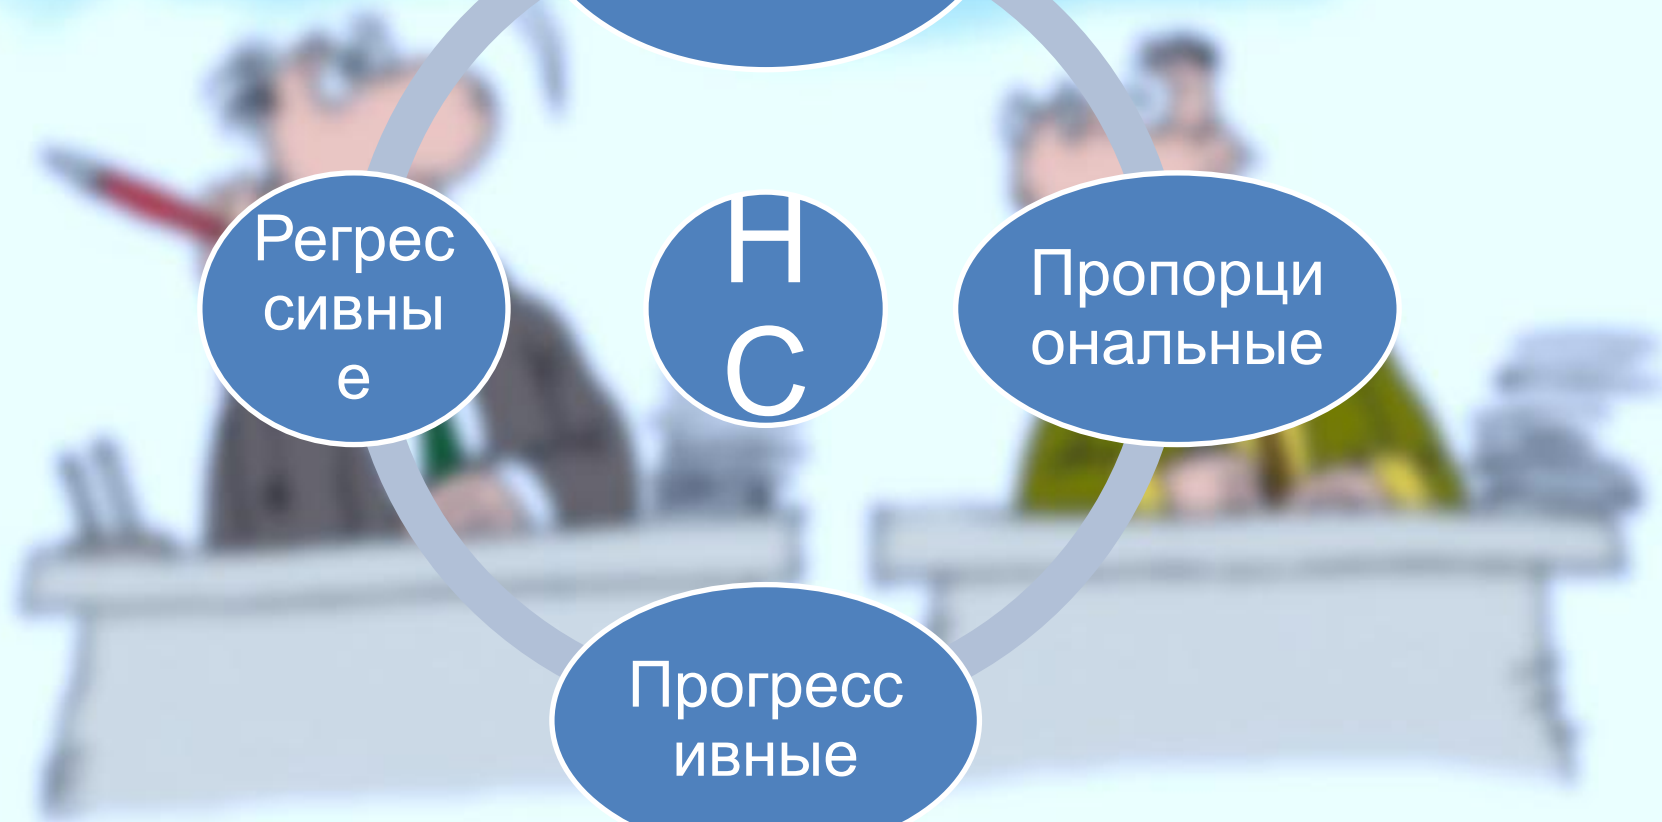 Регрес
сивны
е
Н
С
Пропорци
ональные
Прогресс
ивные